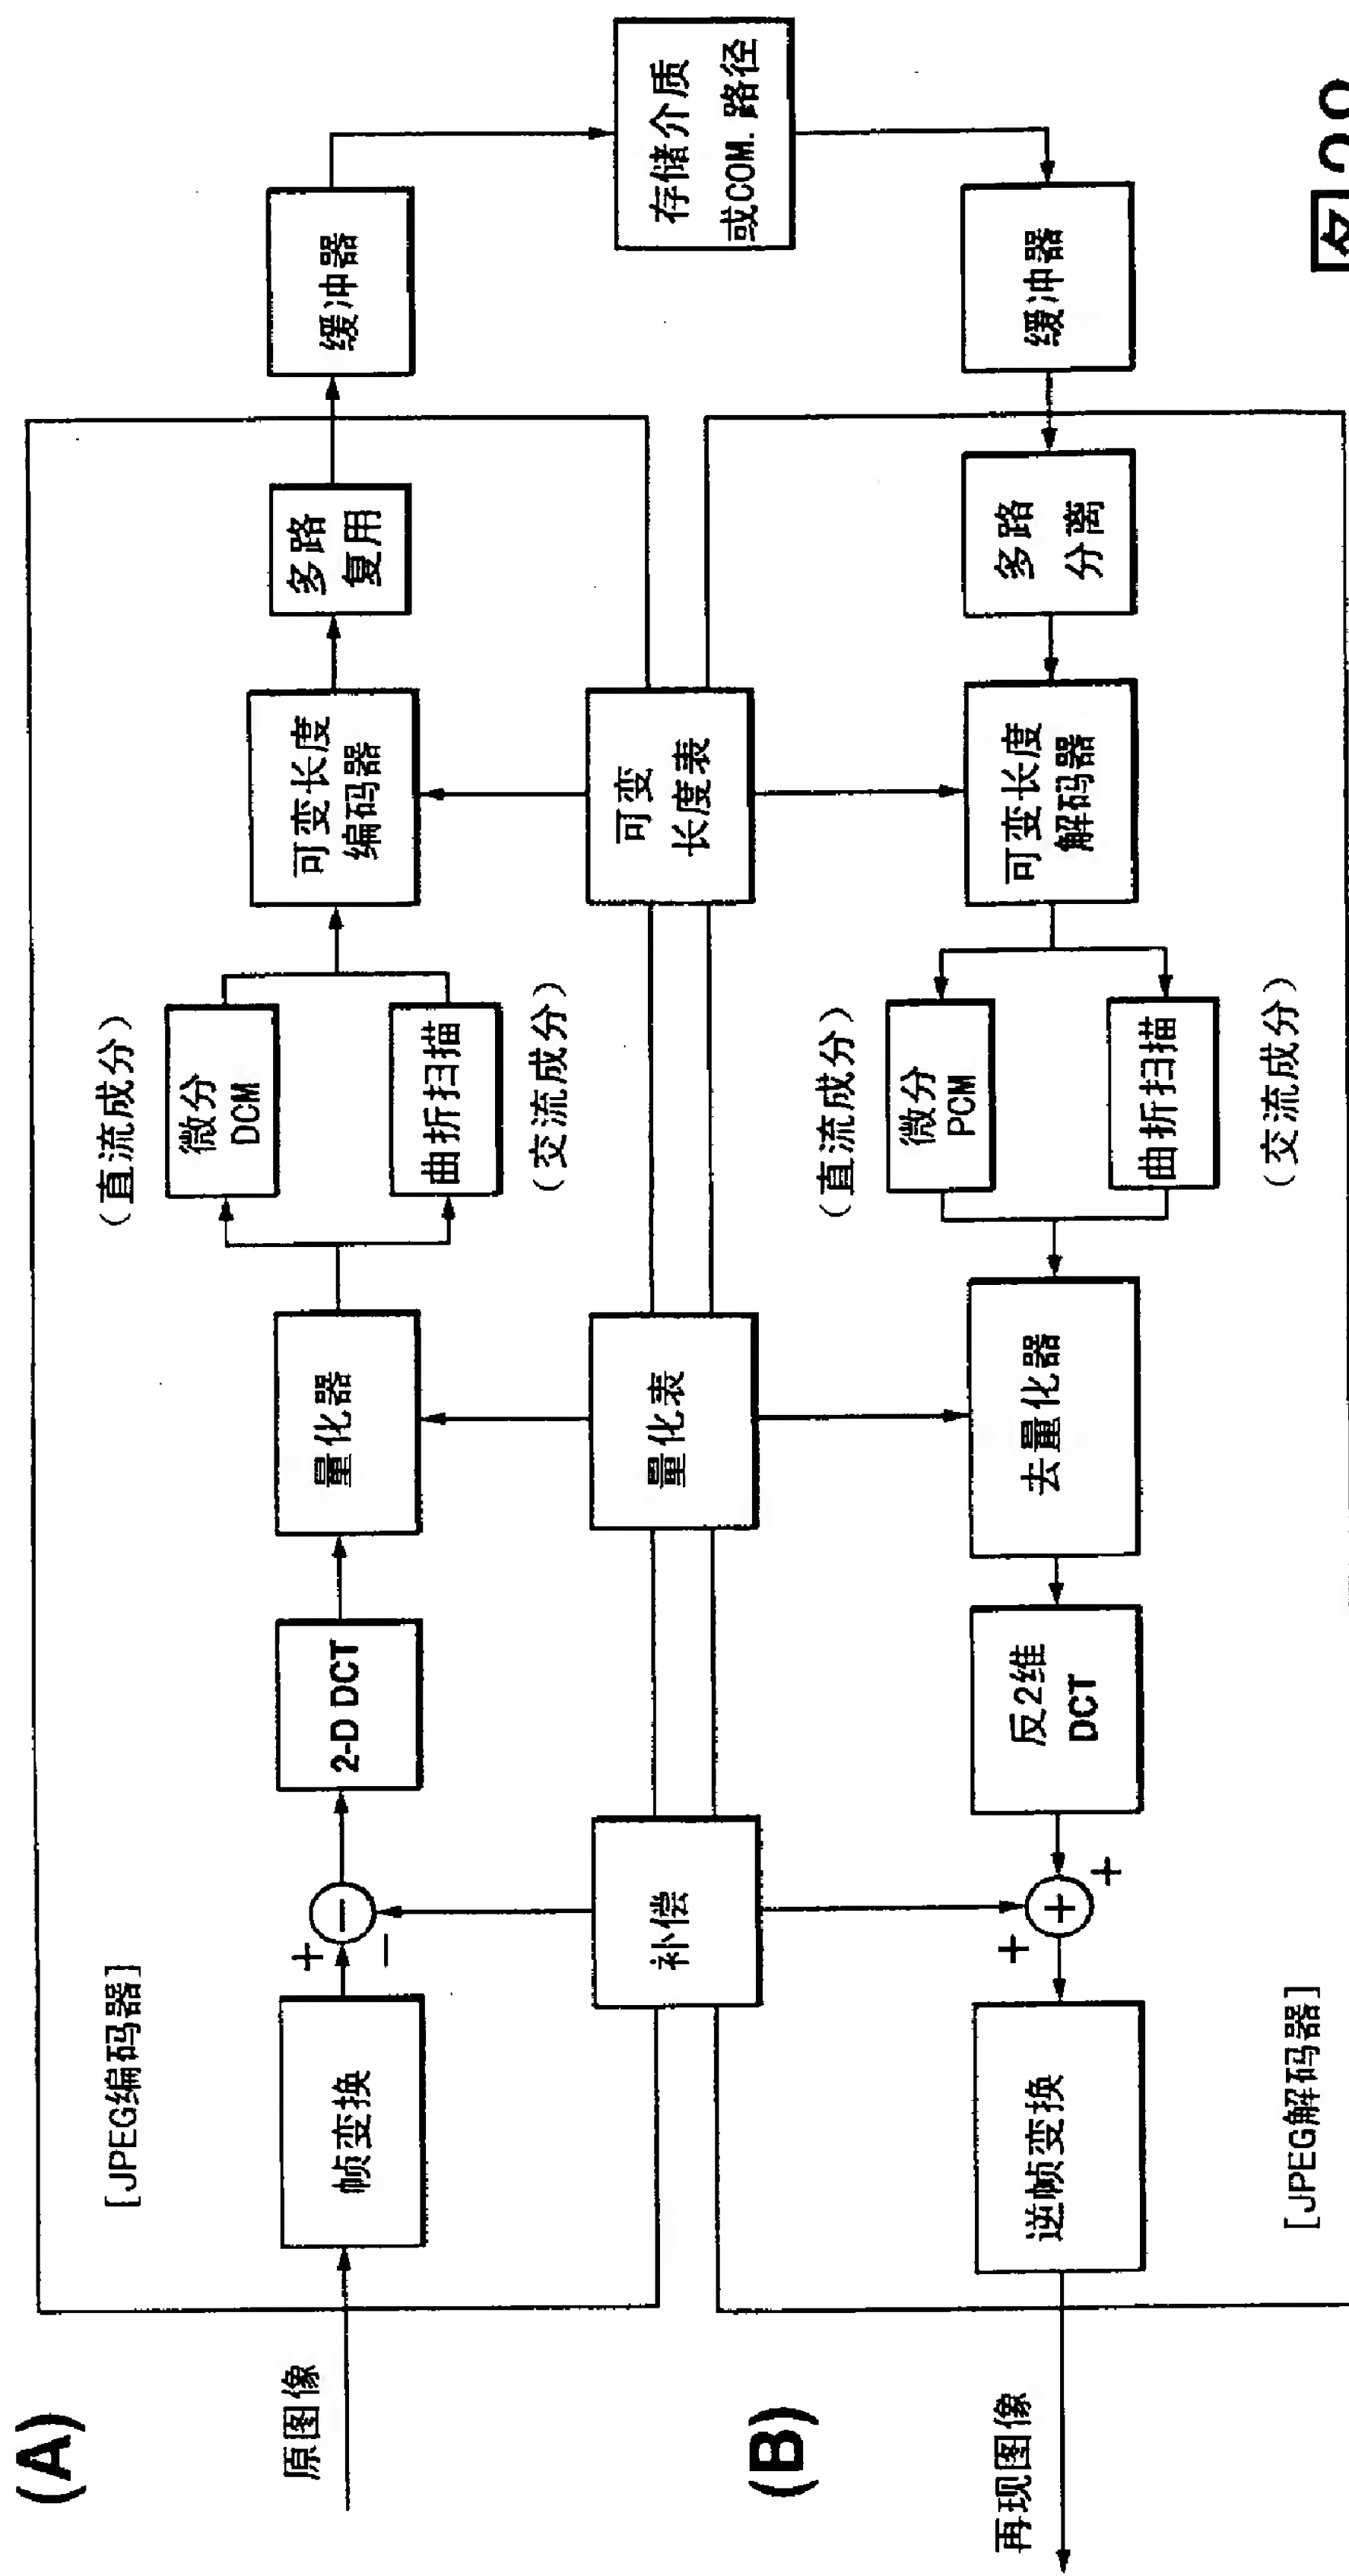 (A)
[JPEG编码器]
原图像
帧变换
+
−
−
2-D DCT
量化器
(直流成分)
微分
DCM
曲折扫描
(交流成分)
可变长度
编码器
多路
复用
缓冲器
存储介质
或COM.路径
补偿
量化表
可变
长度表
(B)
再现图像
逆帧变换
+
+
+
反2维
DCT
去量化器
(直流成分)
微分
PCM
曲折扫描
(交流成分)
可变长度
解码器
多路
分离
缓冲器
[JPEG解码器]